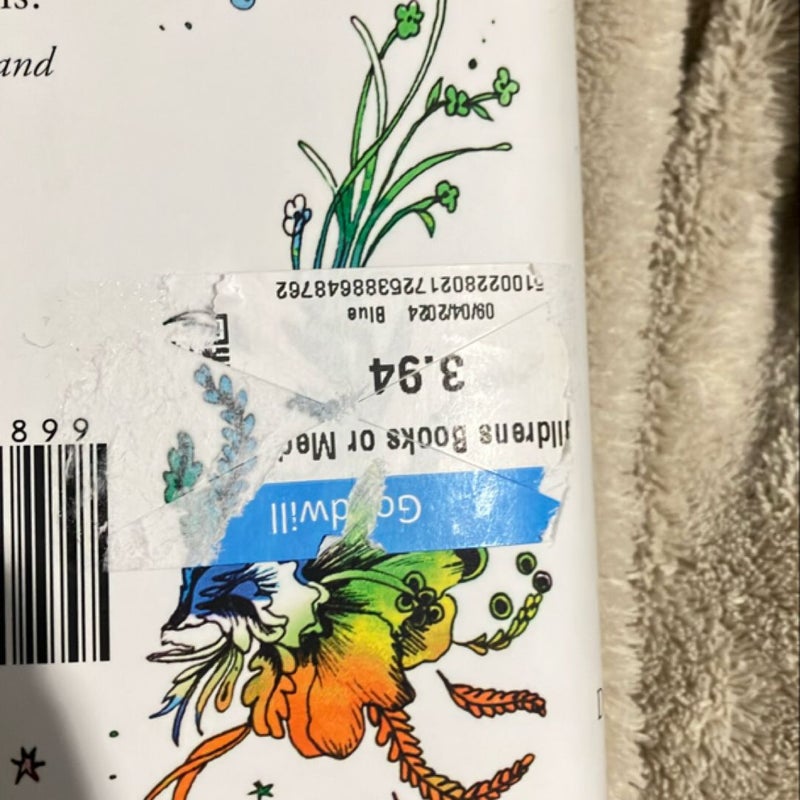 and
899
Goodwill
ildrens Books or Med
3.94
09/04/2024 Blue
5100228021725388648762